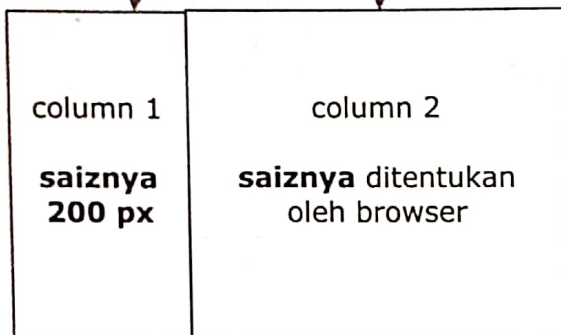 column 1
saiznya
200 px
column 2
saiznya ditentukan
oleh browser